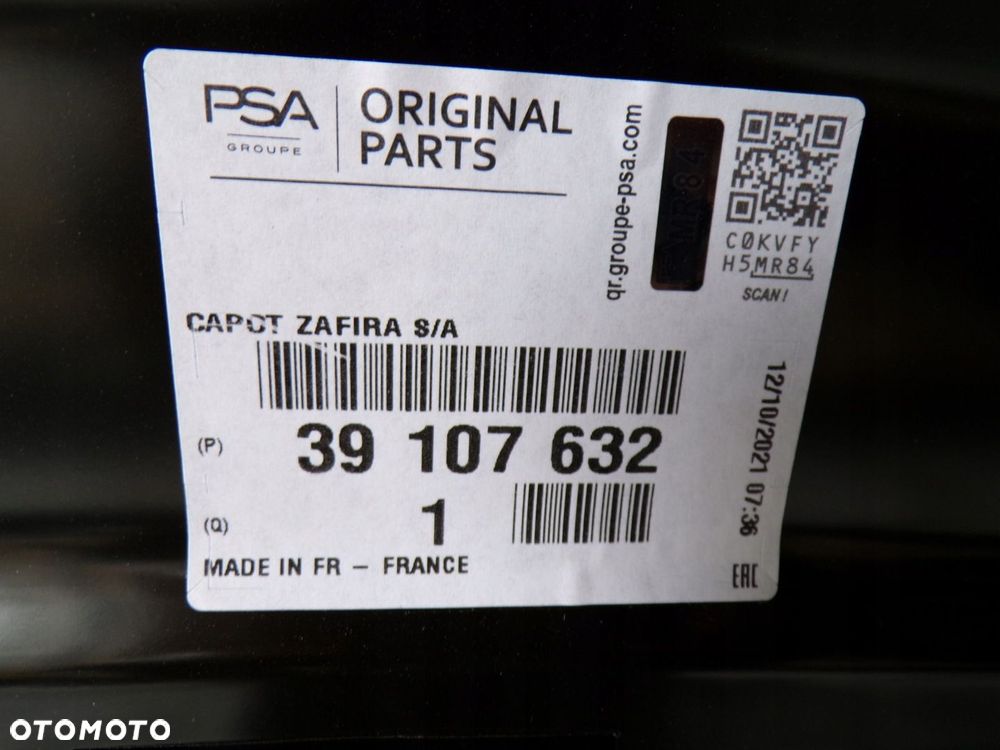 PSA
GROUPE
ORIGINAL
PARTS
qr.groupe-psa.com
MR84
C0KVFY
H5MR84
SCAN!
CAPOT ZAFIRA S/A
(P)
39 107 632
(Q)
1
MADE IN FR – FRANCE
12/10/2021 07:36
EAC
OTOMOTO